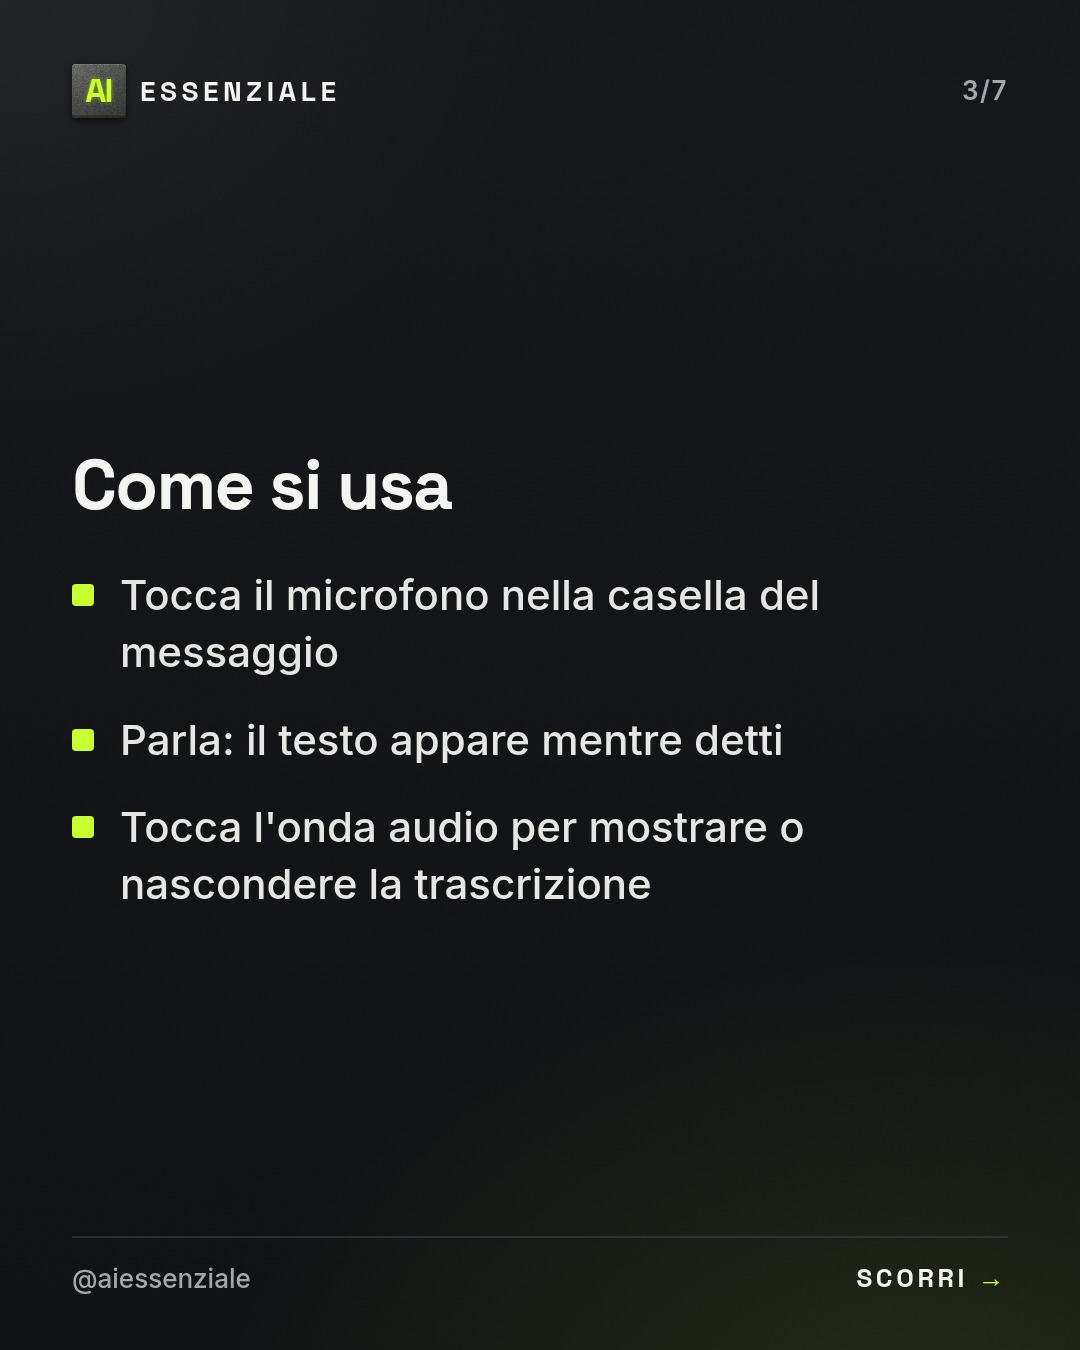 AI ESSENZIALE
3/7
Come si usa
Tocca il microfono nella casella del
messaggio
Parla: il testo appare mentre detti
Tocca l'onda audio per mostrare o
nascondere la trascrizione
@aiessenziale
SCORRI →